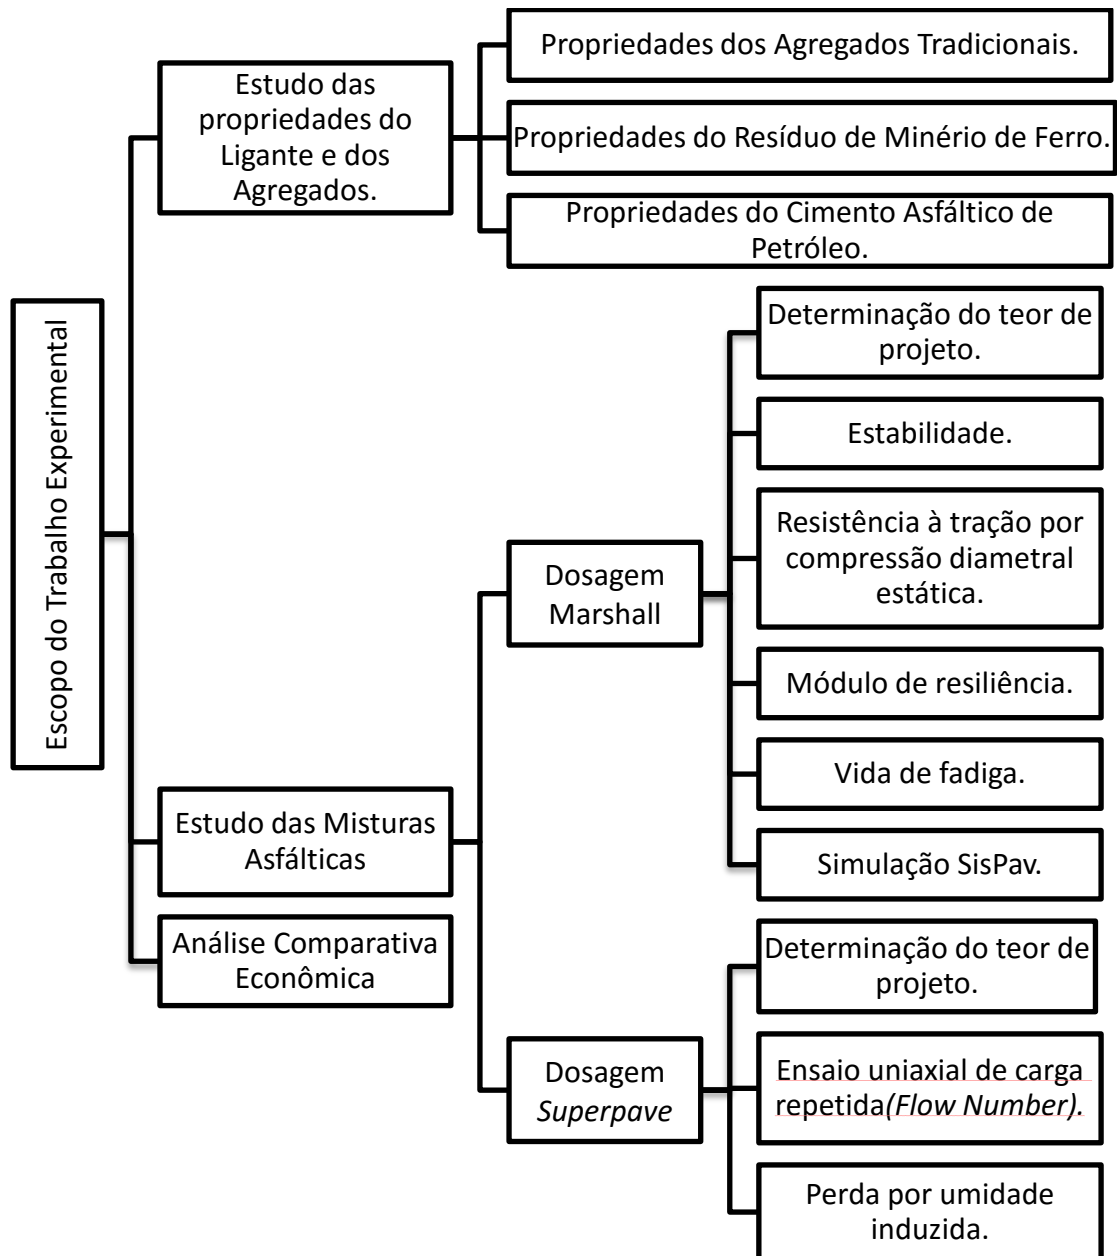 Escopo do Trabalho Experimental
Estudo das
propriedades do
Ligante e dos
Agregados.
Propriedades dos Agregados Tradicionais.
Propriedades do Resíduo de Minério de Ferro.
Propriedades do Cimento Asfáltico de
Petróleo.
Estudo das Misturas
Asfálticas
Dosagem
Marshall
Determinação do teor de
projeto.
Estabilidade.
Resistência à tração por
compressão diametral
estática.
Módulo de resiliência.
Vida de fadiga.
Simulação SisPav.
Dosagem
Superpave
Determinação do teor de
projeto.
Ensaio uniaxial de carga
repetida(Flow Number).
Perda por umidade
induzida.
Análise Comparativa
Econômica